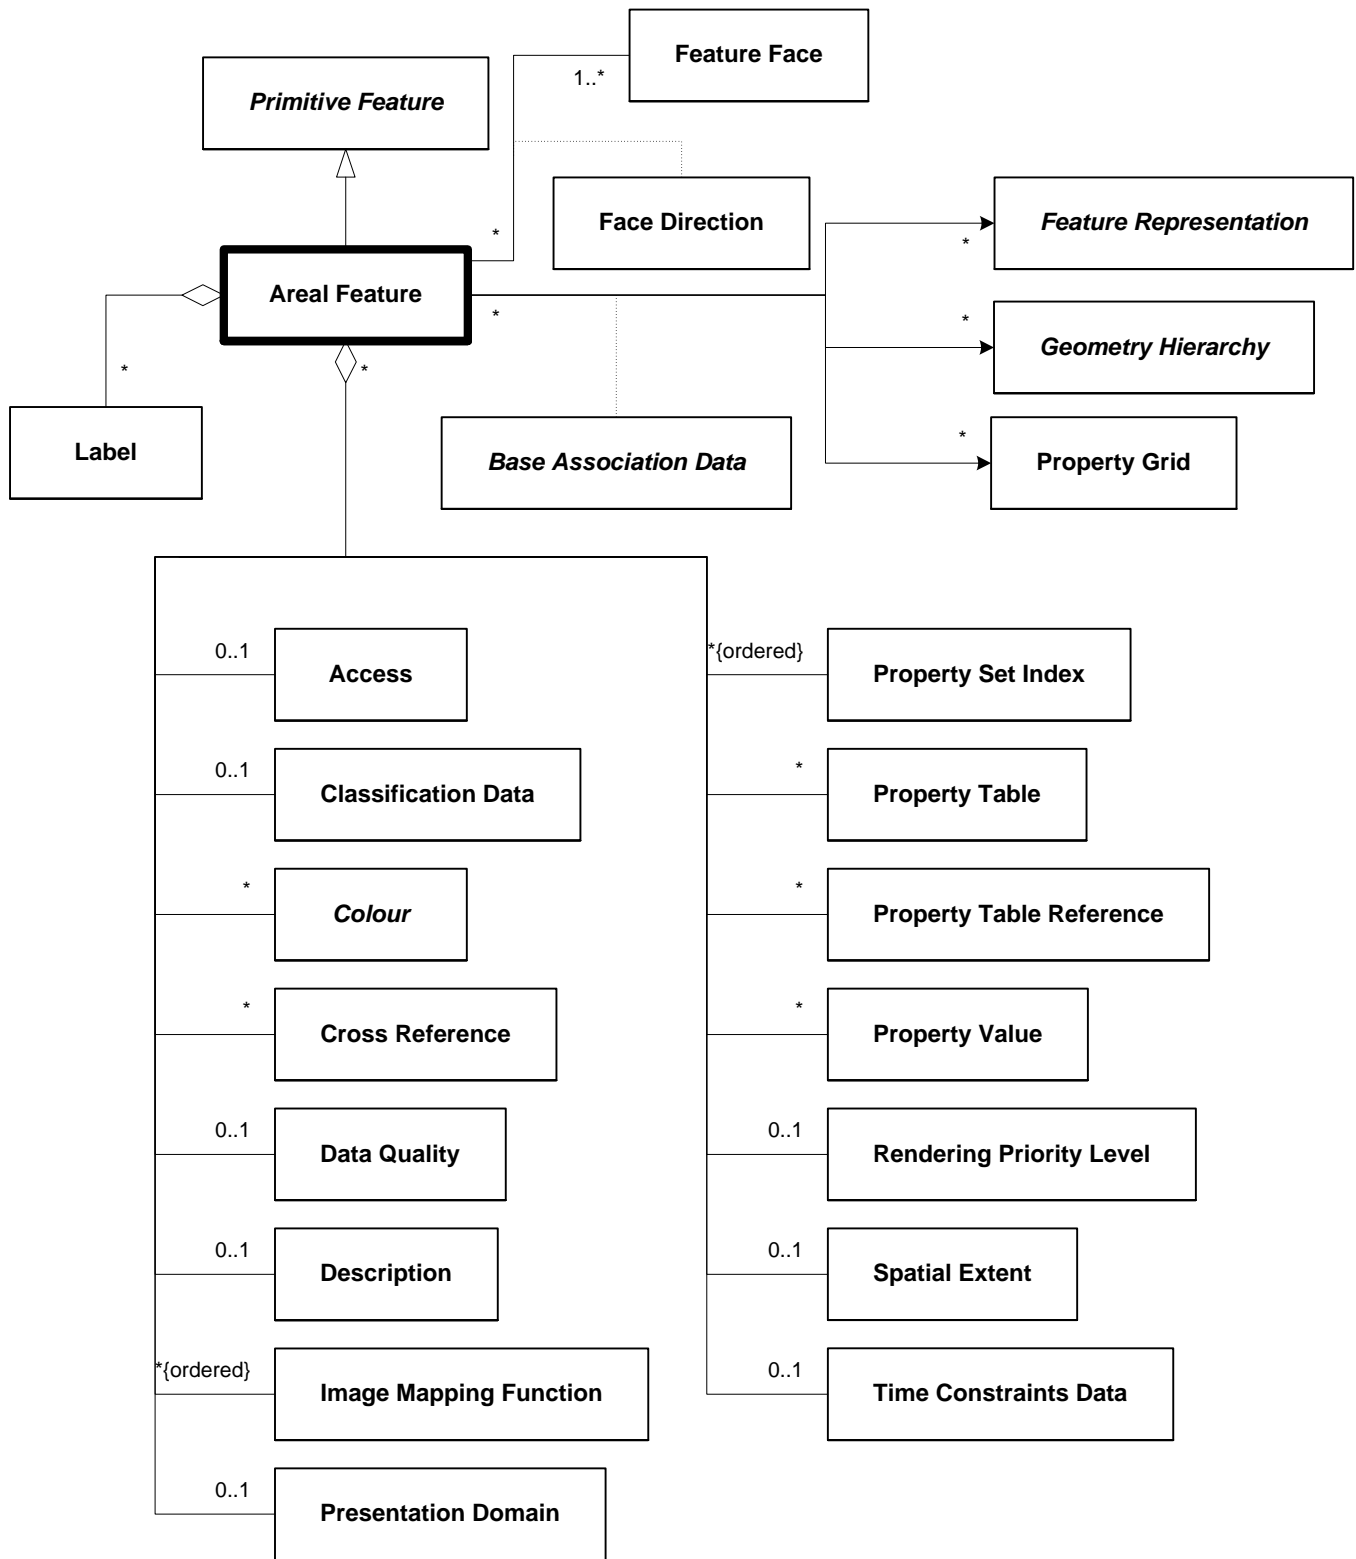 Feature Face
1..*
Primitive Feature
Face Direction
*
Feature Representation
*
Areal Feature
*
*
Geometry Hierarchy
*
*
Label
Base Association Data
*
Property Grid
0..1
Access
*{ordered}
Property Set Index
0..1
Classification Data
*
Property Table
*
Colour
*
Property Table Reference
*
Cross Reference
*
Property Value
0..1
Data Quality
0..1
Rendering Priority Level
0..1
Description
0..1
Spatial Extent
*{ordered}
Image Mapping Function
0..1
Time Constraints Data
0..1
Presentation Domain